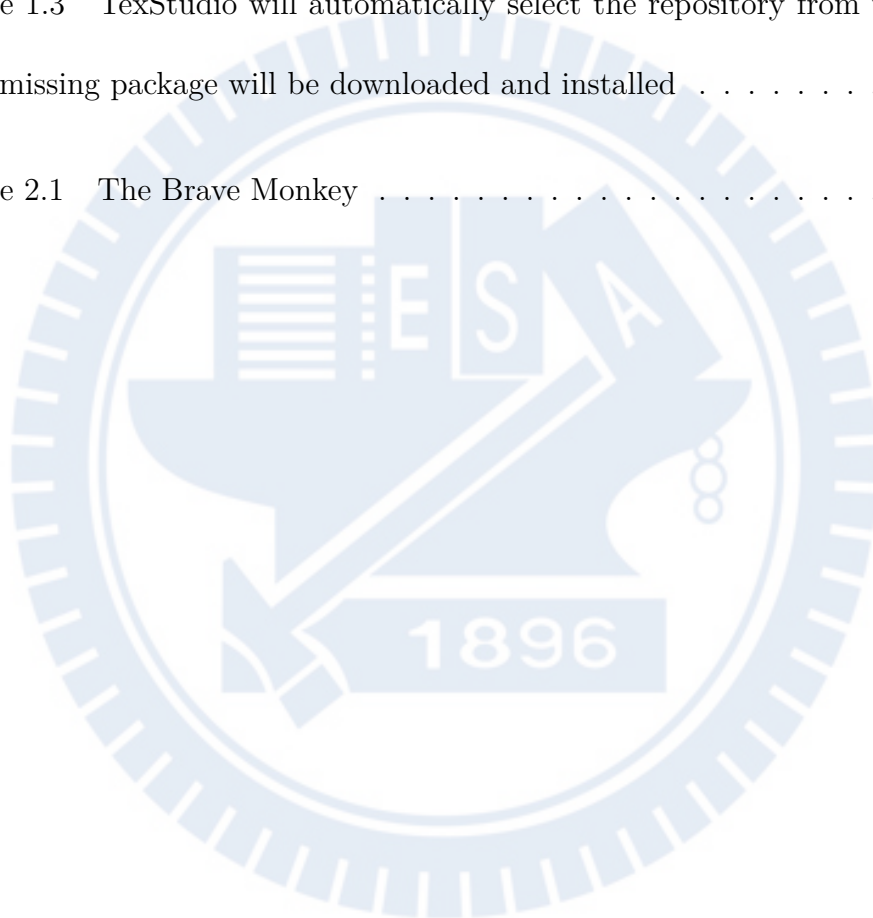 e 1.3 TexStudio will automatically select the repository from
missing package will be downloaded and installed . . . . . . . .
e 2.1 The Brave Monkey . . . . . . . . . . . . . . . . . . . . .
E S A
1896